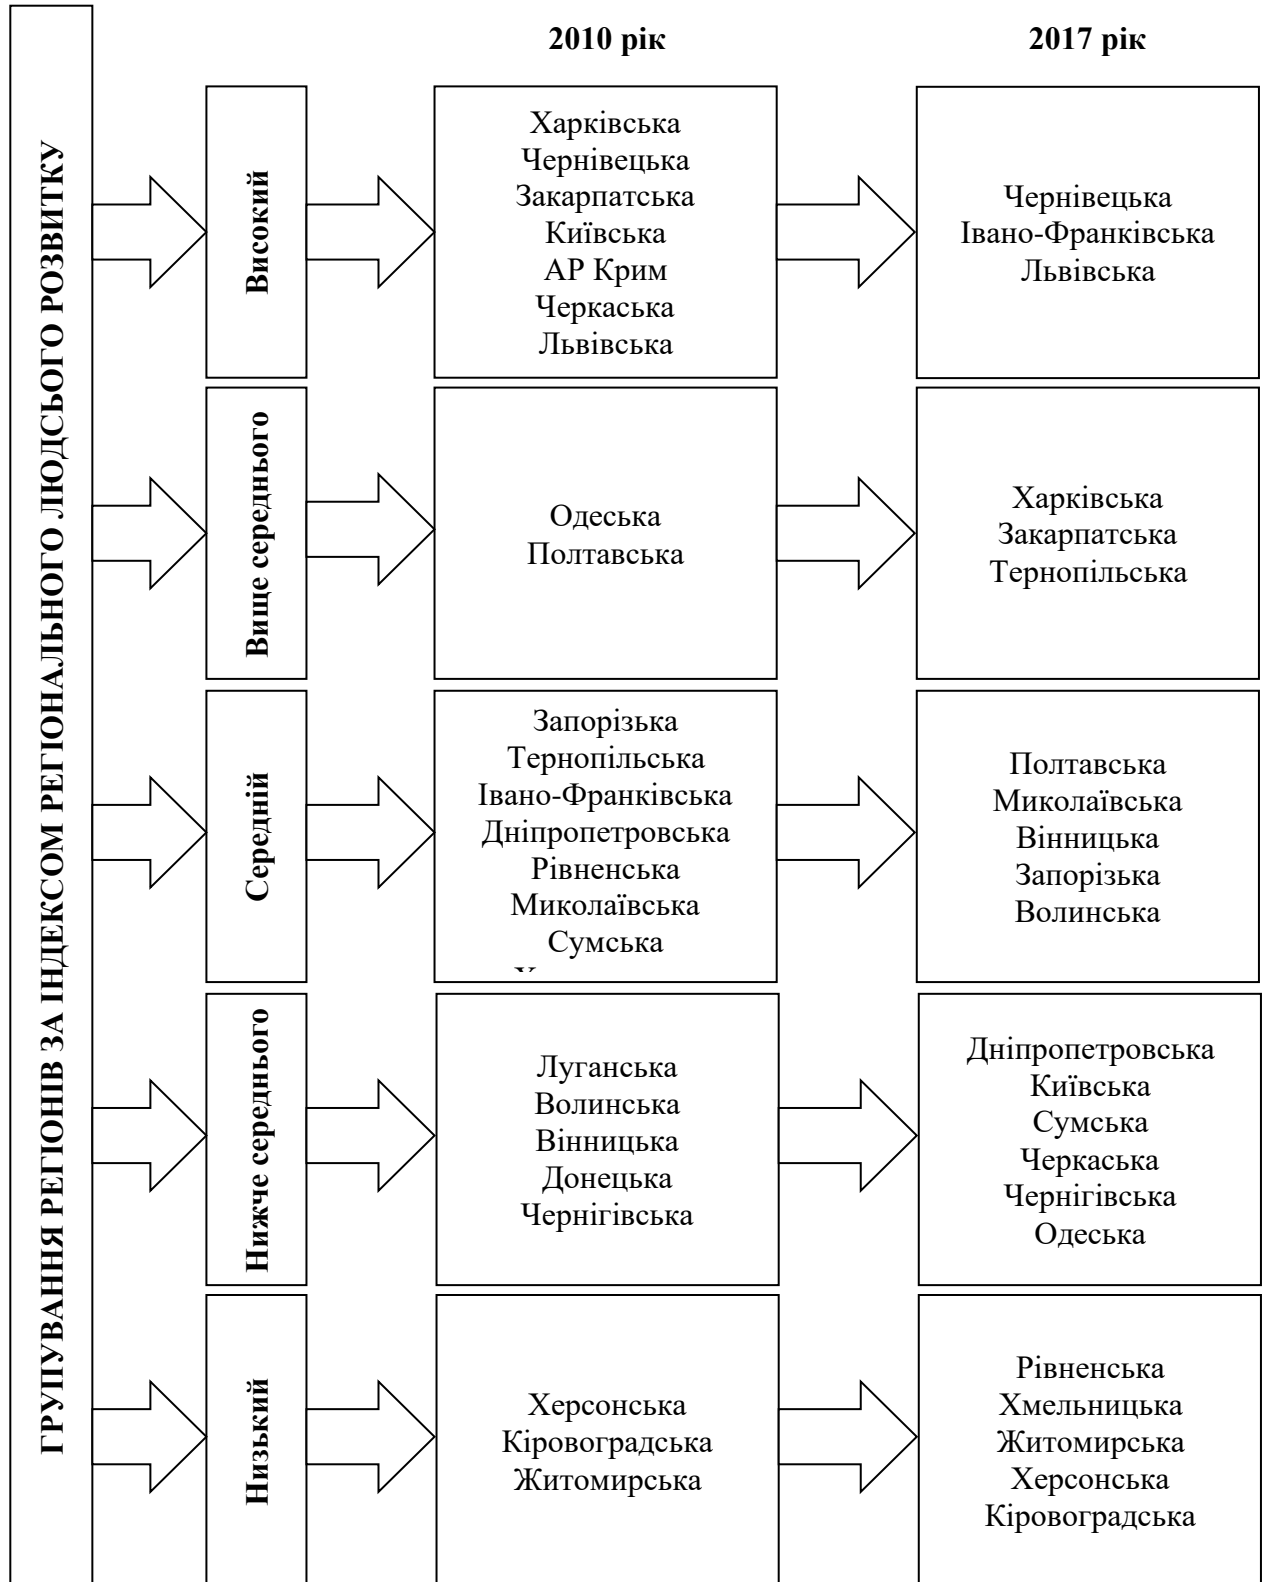 ГРУПУВАННЯ РЕГІОНІВ ЗА ІНДЕКСОМ РЕГІОНАЛЬНОГО ЛЮДСЬОГО РОЗВИТКУ
2010 рік
2017 рік
Високий
Харківська
Чернівецька
Закарпатська
Київська
АР Крим
Черкаська
Львівська
Чернівецька
Івано-Франківська
Львівська
Вище середнього
Одеська
Полтавська
Харківська
Закарпатська
Тернопільська
Середній
Запорізька
Тернопільська
Івано-Франківська
Дніпропетровська
Рівненська
Миколаївська
Сумська
Полтавська
Миколаївська
Вінницька
Запорізька
Волинська
Нижче середнього
Луганська
Волинська
Вінницька
Донецька
Чернігівська
Дніпропетровська
Київська
Сумська
Черкаська
Чернігівська
Одеська
Низький
Херсонська
Кіровоградська
Житомирська
Рівненська
Хмельницька
Житомирська
Херсонська
Кіровоградська